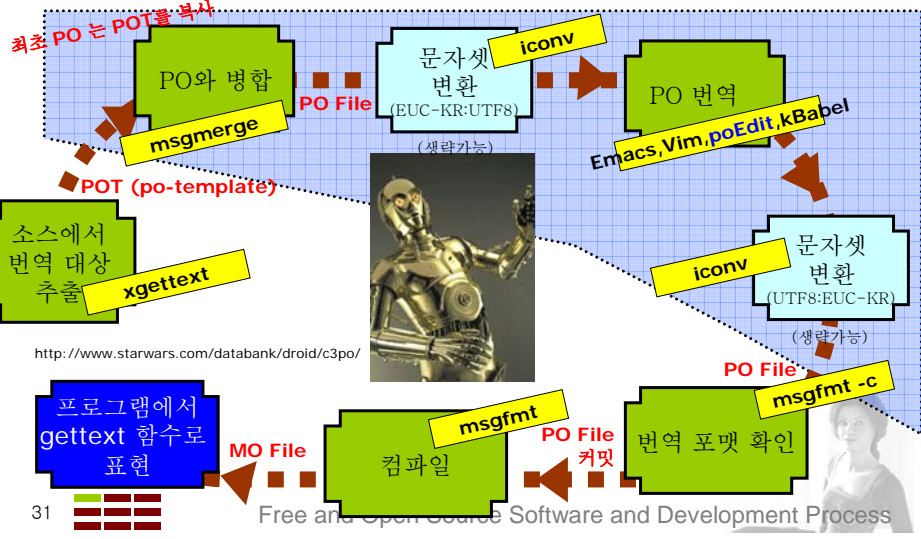 최초 PO 는 POT를 복사
PO와 병합
msgmerge
PO File
문자셋
변환
(EUC-KR:UTF8)
iconv
(생략가능)
PO 번역
Emacs,Vim,poEdit,kBabel
POT (po-template)
소스에서
번역 대상
추출
xgettext
문자셋
변환
(UTF8:EUC-KR)
iconv
(생략가능)
http://www.starwars.com/databank/droid/c3po/
PO File
msgfmt -c
번역 포맷 확인
PO File
커밋
msgfmt
컴파일
MO File
프로그램에서
gettext 함수로
표현
31
Free and Open Source Software and Development Process